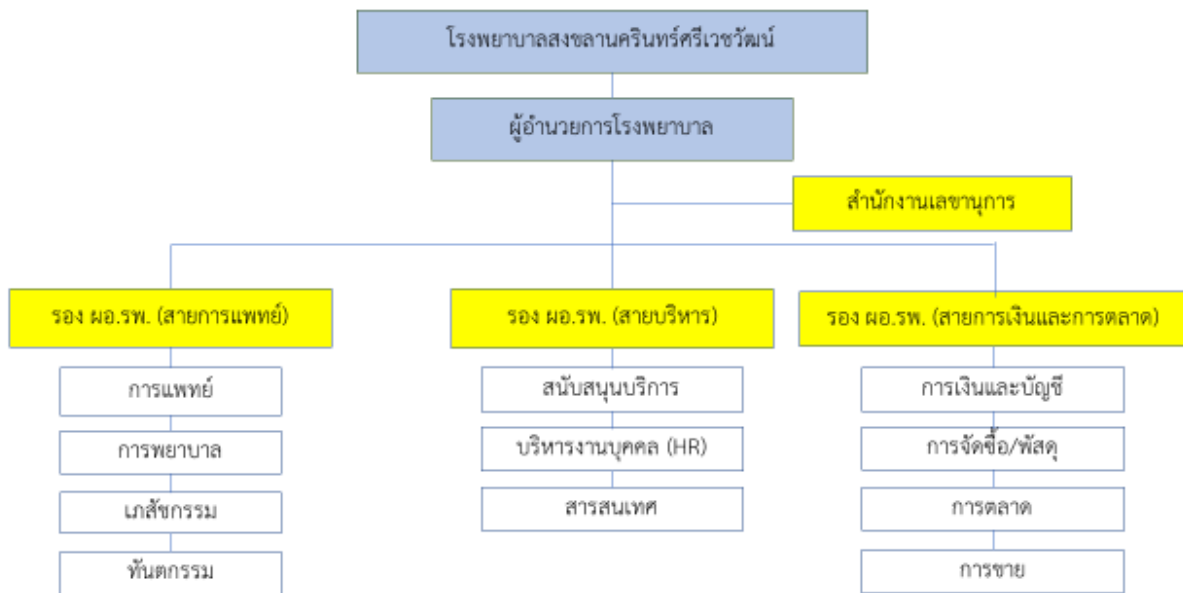 โรงพยาบาลสงขลานครินทร์ศรีเวชวัฒน์
ผู้อำนวยการโรงพยาบาล
สำนักงานเลขานุการ
รอง ผอ.รพ. (สายการแพทย์)
รอง ผอ.รพ. (สายบริหาร)
รอง ผอ.รพ. (สายการเงินและการตลาด)
การแพทย์
สนับสนุนบริการ
การเงินและบัญชี
การพยาบาล
บริหารงานบุคคล (HR)
การจัดซื้อ/พัสดุ
เภสัชกรรม
สารสนเทศ
การตลาด
ทันตกรรม
การขาย